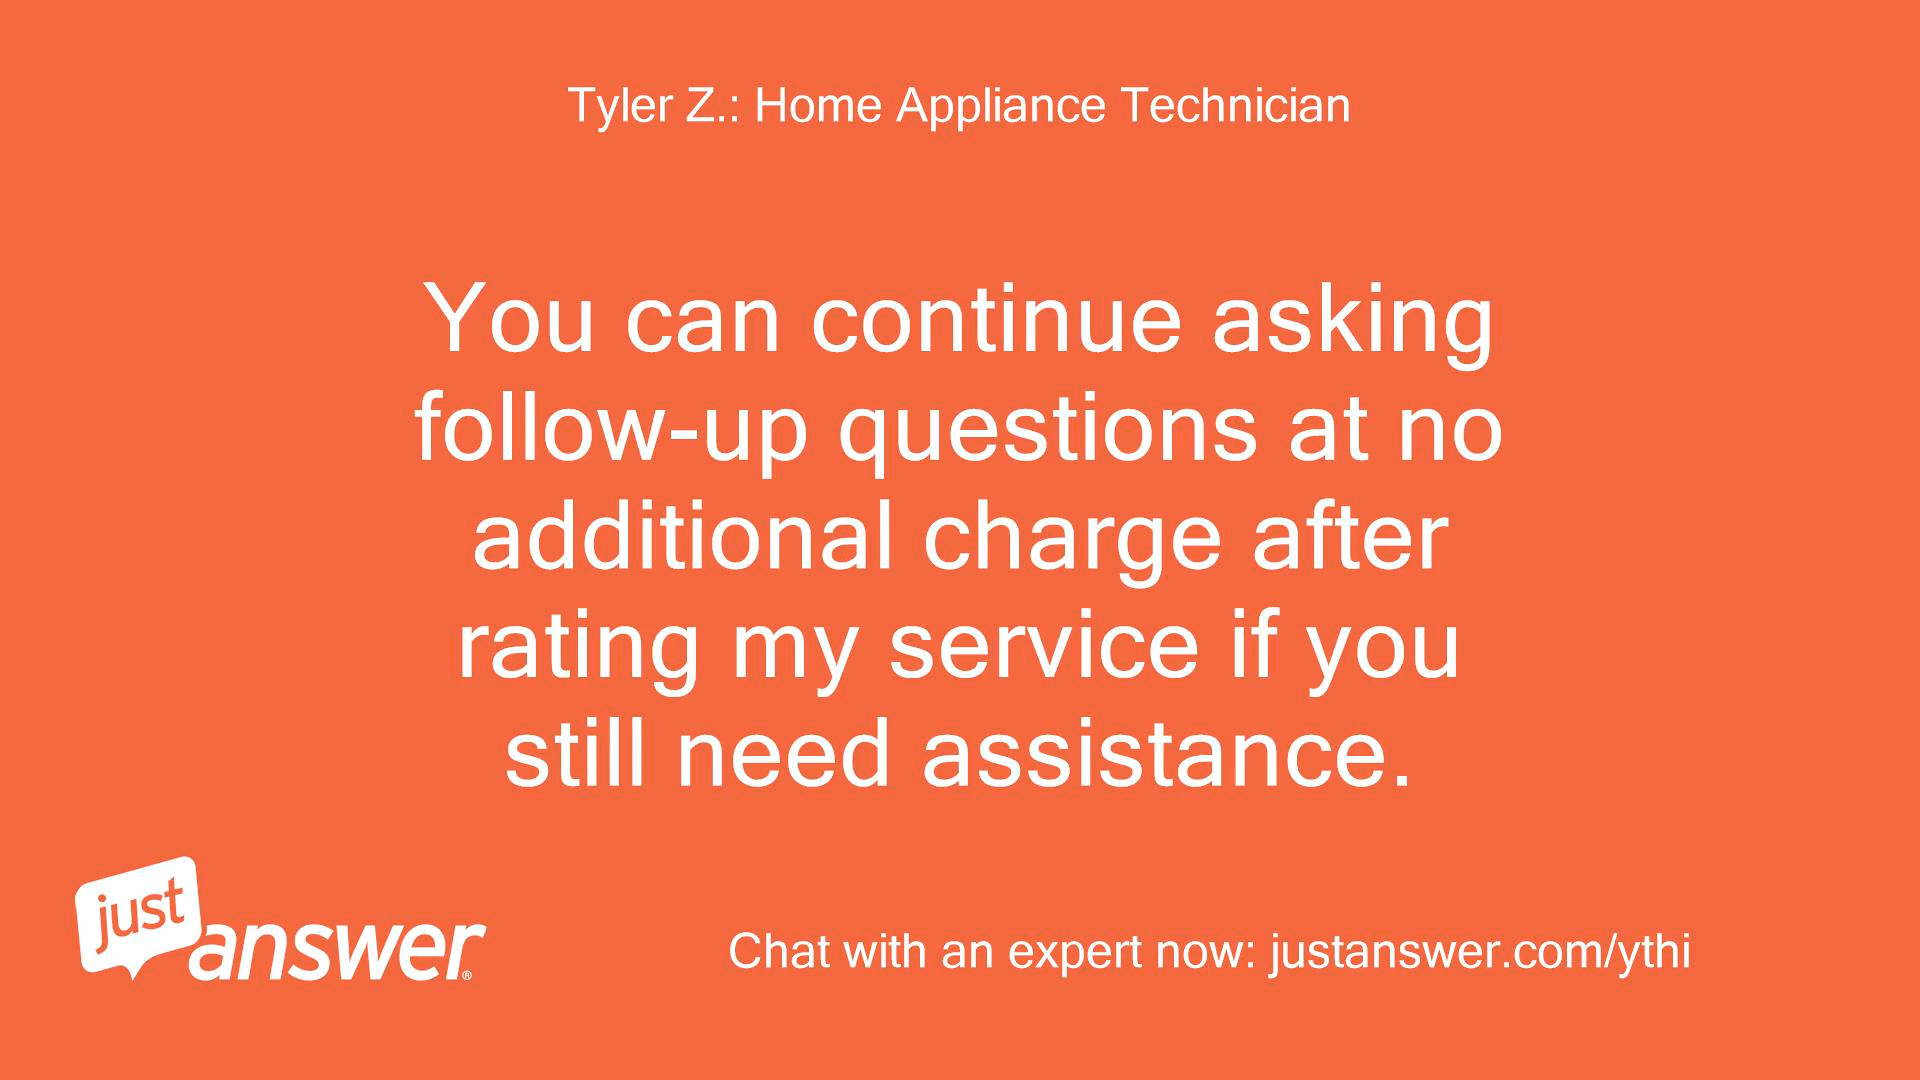 Tyler Z.: Home Appliance Technician
You can continue asking
follow-up questions at no
additional charge after
rating my service if you
still need assistance.
just
answer®
Chat with an expert now: justanswer.com/ythi